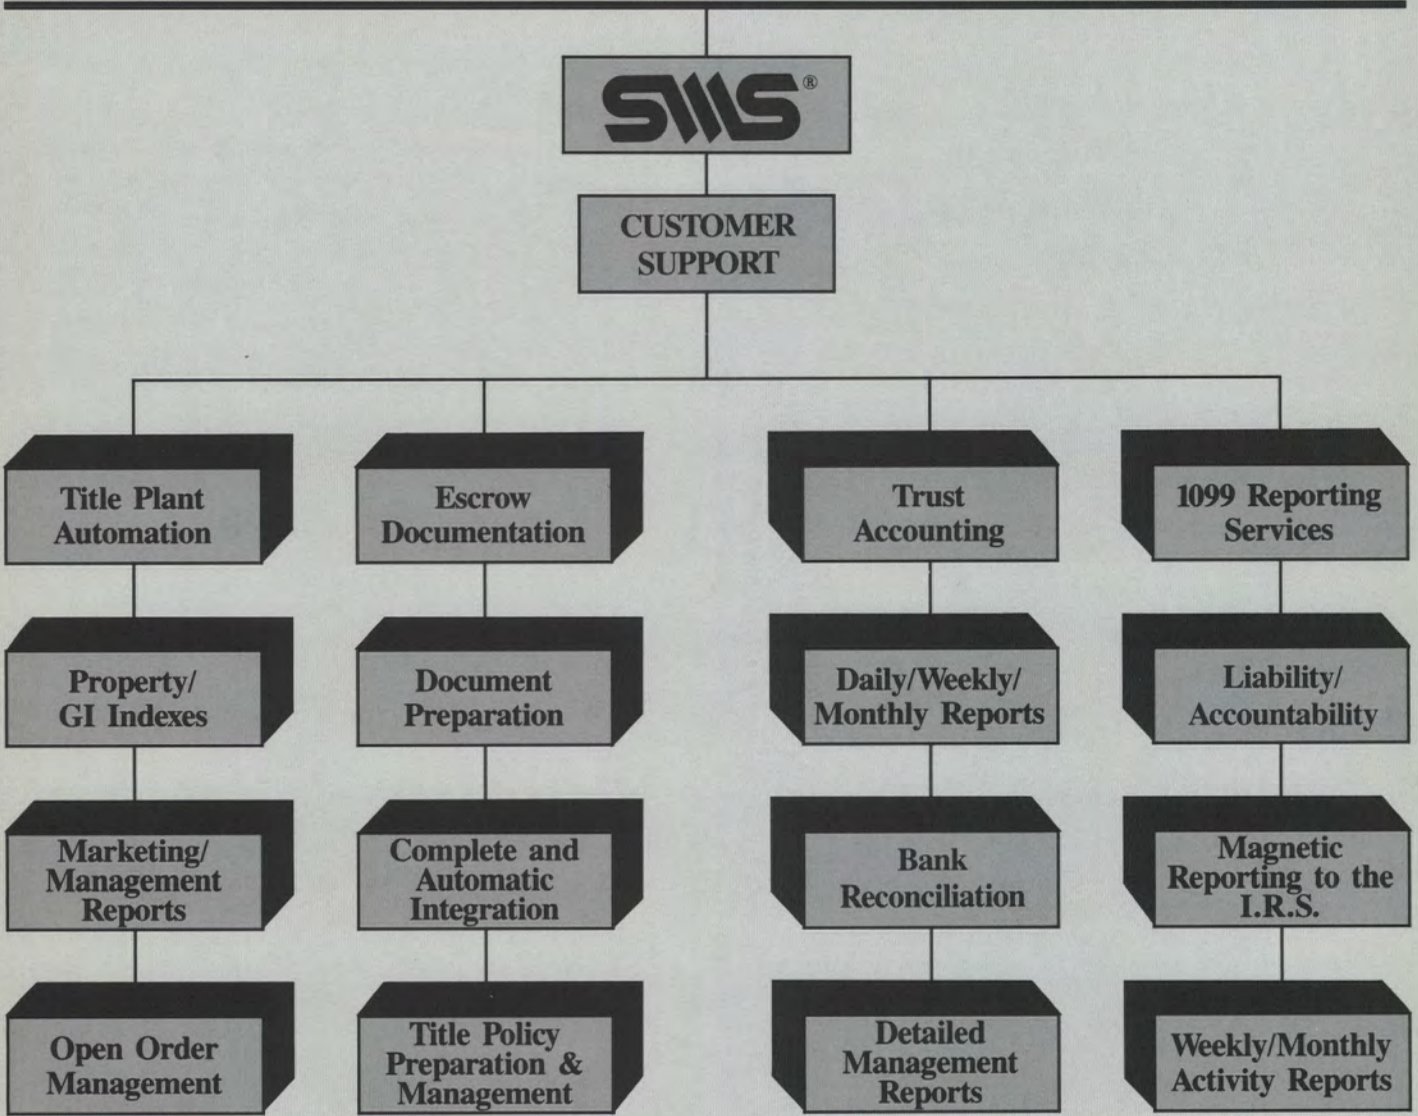 SMS®
CUSTOMER
SUPPORT
Title Plant
Automation
Escrow
Documentation
Trust
Accounting
1099 Reporting
Services
Property/
GI Indexes
Document
Preparation
Daily/Weekly/
Monthly Reports
Liability/
Accountability
Marketing/
Management
Reports
Complete and
Automatic
Integration
Bank
Reconciliation
Magnetic
Reporting to the
I.R.S.
Open Order
Management
Title Policy
Preparation &
Management
Detailed
Management
Reports
Weekly/Monthly
Activity Reports